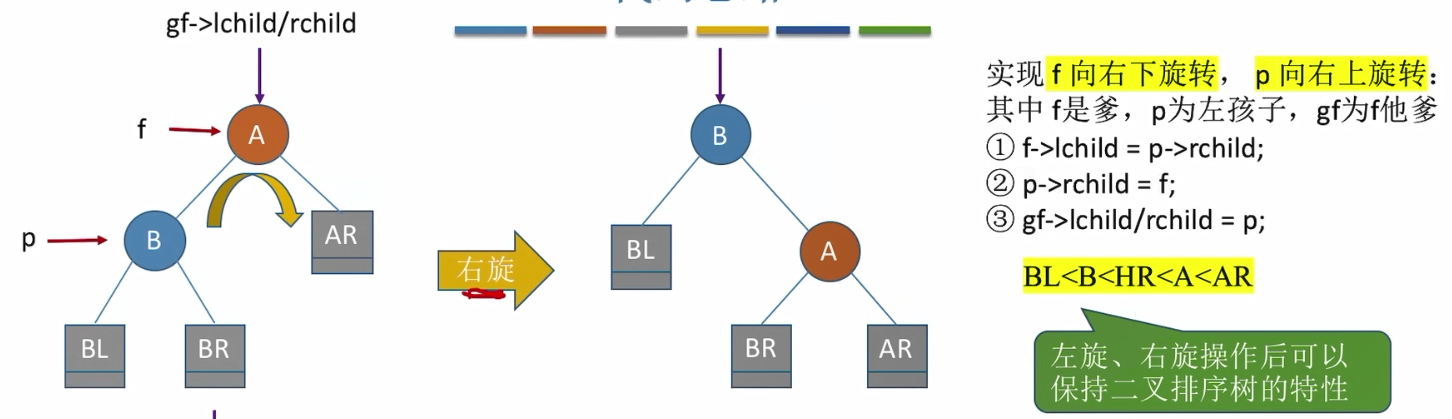 gf->lchild/rchild
f
A
p
B
AR
BL
BR
右旋
B
BL
A
BR
AR
实现 f 向右下旋转， p 向右上旋转：
其中 f是爹，p为左孩子，gf为f他爹
① f->lchild = p->rchild;
② p->rchild = f;
③ gf->lchild/rchild = p;
BL<B<HR<A<AR
左旋、右旋操作后可以
保持二叉排序树的特性